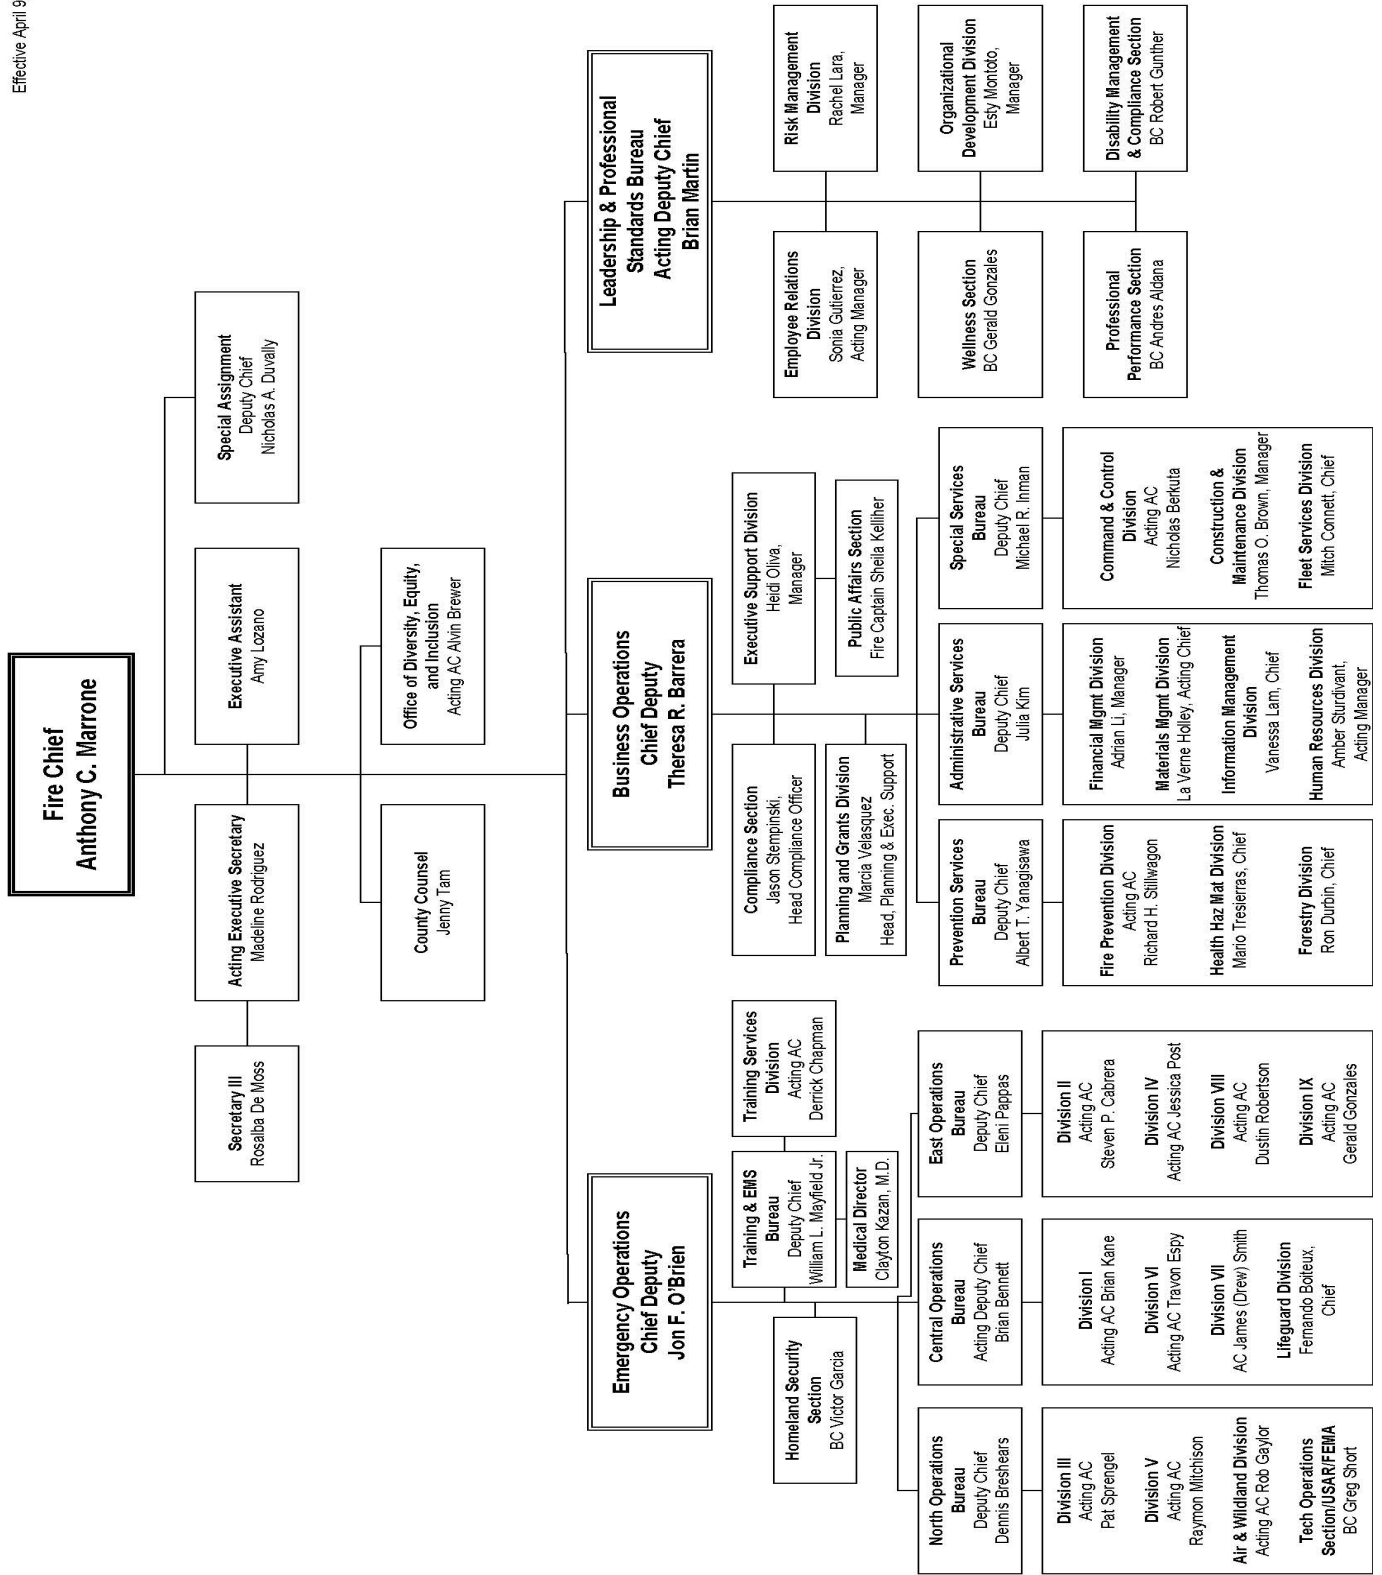 Effective April 9
Fire Chief
Anthony C. Marrone
Secretary III
Rosalba De Moss
Acting Executive Secretary
Madeline Rodriguez
Executive Assistant
Amy Lozano
Special Assignment
Deputy Chief
Nicholas A. Duvally
County Counsel
Jenny Tam
Office of Diversity, Equity,
and Inclusion
Acting AC Alvin Brewer
Emergency Operations
Chief Deputy
Jon F. O'Brien
Business Operations
Chief Deputy
Theresa R. Barrera
Leadership & Professional
Standards Bureau
Acting Deputy Chief
Brian Martin
Homeland Security
Section
BC Victor Garcia
Training & EMS
Bureau
Deputy Chief
William L. Mayfield Jr.
Training Services
Division
Acting AC
Derrick Chapman
Medical Director
Clayton Kazan, M.D.
North Operations
Bureau
Deputy Chief
Dennis Breshears
Central Operations
Bureau
Acting Deputy Chief
Brian Bennett
East Operations
Bureau
Deputy Chief
Eleni Pappas
Division III
Acting AC
Pat Sprengel
Division V
Acting AC
Raymon Mitchison
Air & Wildland Division
Acting AC Rob Gaylor
Tech Operations
Section/USAR/FEMA
BC Greg Short
Division I
Acting AC Brian Kane
Division VI
Acting AC Travon Espy
Division VII
AC James (Drew) Smith
Lifeguard Division
Fernando Boiteux,
Chief
Division II
Acting AC
Steven P. Cabrera
Division IV
Acting AC Jessica Post
Division VIII
Acting AC
Dustin Robertson
Division IX
Acting AC
Gerald Gonzales
Compliance Section
Jason Stempinski,
Head Compliance Officer
Executive Support Division
Heidi Oliva,
Manager
Planning and Grants Division
Marcia Velasquez
Head, Planning & Exec. Support
Public Affairs Section
Fire Captain Sheila Kelliher
Prevention Services
Bureau
Deputy Chief
Albert T. Yanagisawa
Administrative Services
Bureau
Deputy Chief
Julia Kim
Special Services
Bureau
Deputy Chief
Michael R. Inman
Fire Prevention Division
Acting AC
Richard H. Stillwagon
Health Haz Mat Division
Mario Tresierras, Chief
Forestry Division
Ron Durbin, Chief
Financial Mgmt Division
Adrian Li, Manager
Materials Mgmt Division
La Verne Holley, Acting Chief
Information Management
Division
Vanessa Lam, Chief
Human Resources Division
Amber Sturdivant,
Acting Manager
Command & Control
Division
Acting AC
Nicholas Berkuta
Construction &
Maintenance Division
Thomas O. Brown, Manager
Fleet Services Division
Mitch Connett, Chief
Employee Relations
Division
Sonia Gutierrez,
Acting Manager
Risk Management
Division
Rachel Lara,
Manager
Wellness Section
BC Gerald Gonzales
Organizational
Development Division
Esty Montoto,
Manager
Professional
Performance Section
BC Andres Aldana
Disability Management
& Compliance Section
BC Robert Gunther